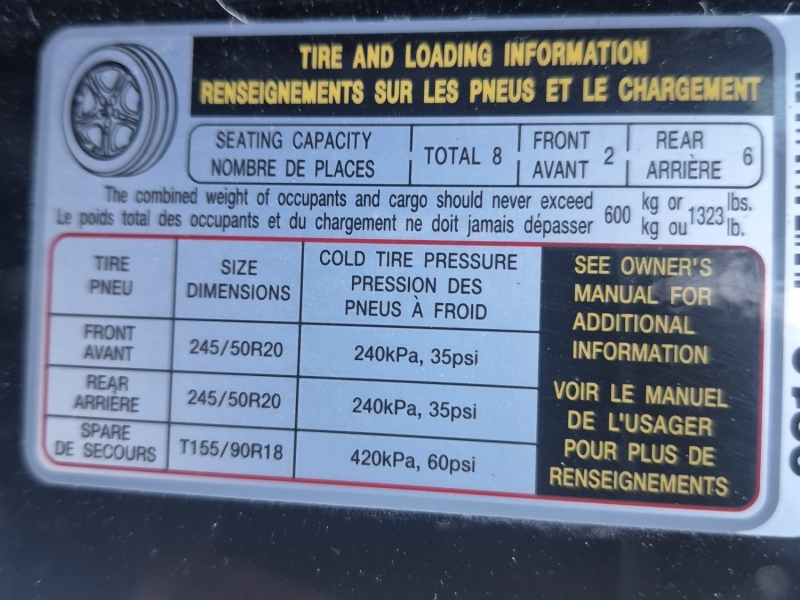 TIRE AND LOADING INFORMATION
RENSEIGNEMENTS SUR LES PNEUS ET LE CHARGEMENT
SEATING CAPACITY
NOMBRE DE PLACES
TOTAL 8
FRONT
AVANT
2
REAR
ARRIÈRE
6
The combined weight of occupants and cargo should never exceed
Le poids total des occupants et du chargement ne doit jamais dépasser
600
kg or
kg ou
1323
lbs.
lb.
TIRE
PNEU
SIZE
DIMENSIONS
COLD TIRE PRESSURE
PRESSION DES
PNEUS À FROID
FRONT
AVANT
245/50R20
240kPa, 35psi
REAR
ARRIÈRE
245/50R20
240kPa, 35psi
SPARE
DE SECOURS
T155/90R18
420kPa, 60psi
SEE OWNER'S
MANUAL FOR
ADDITIONAL
INFORMATION
VOIR LE MANUEL
DE L'USAGER
POUR PLUS DE
RENSEIGNEMENTS